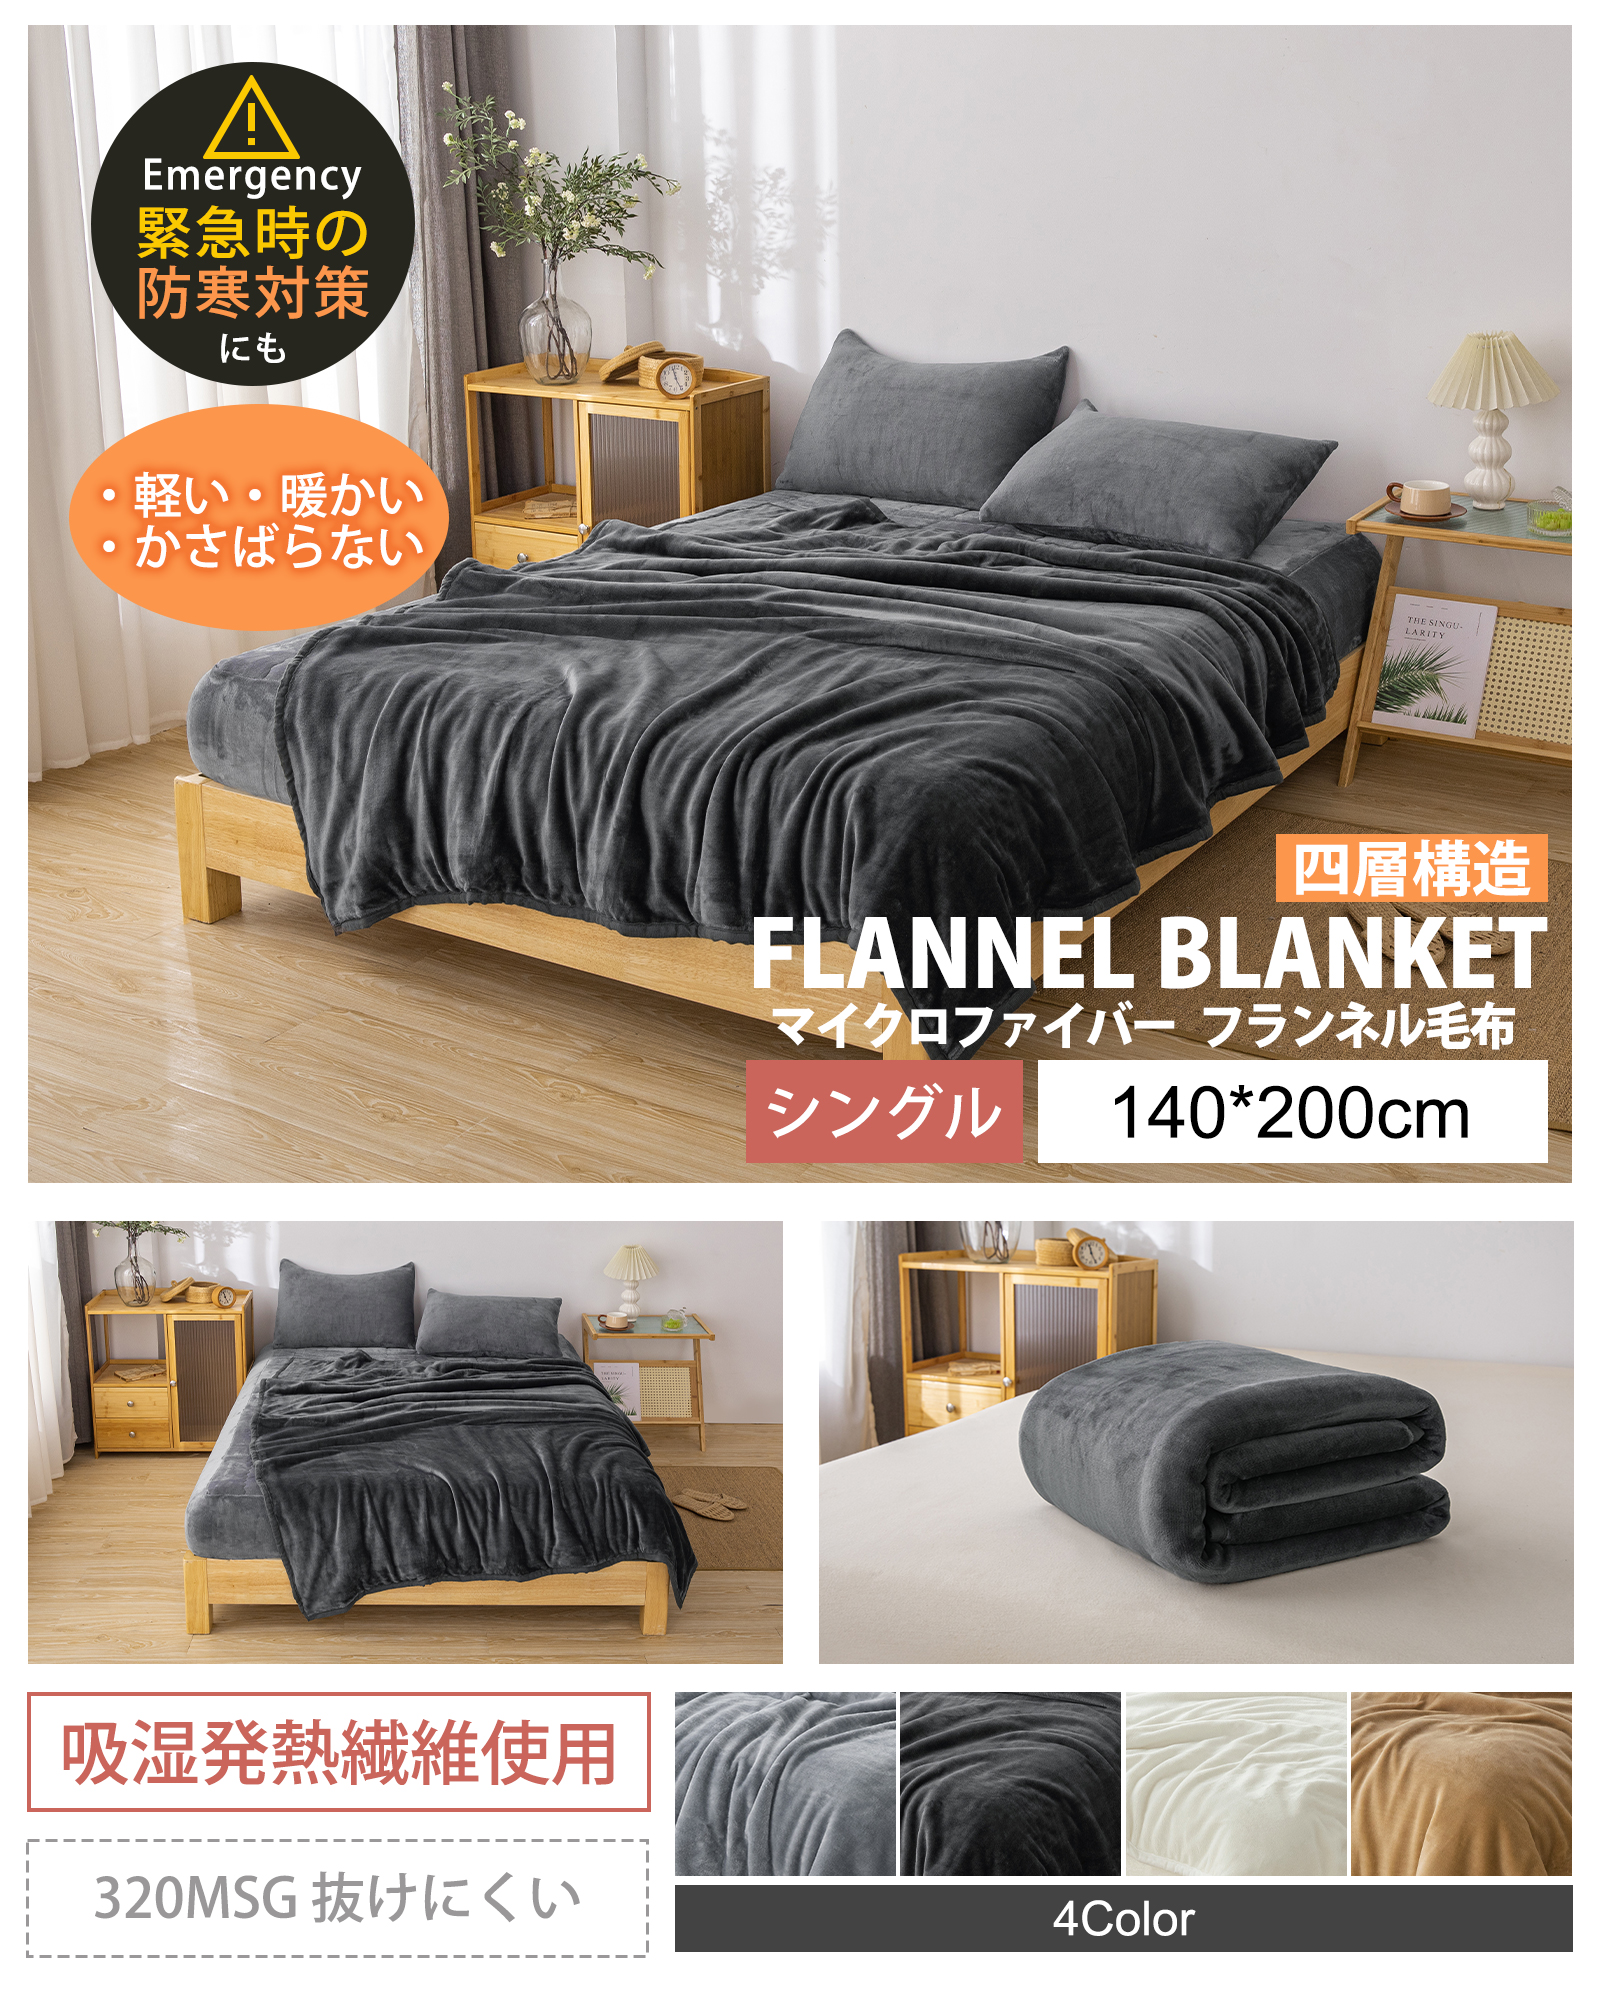 Emergency
緊急時の
防寒対策
にも
・軽い・暖かい
・かさばらない
THE SINGU-
LARITY
四層構造
FLANNEL BLANKET
マイクロファイバー フランネル毛布
シングル
140*200cm
吸湿発熱繊維使用
320MSG 抜けにくい
4Color